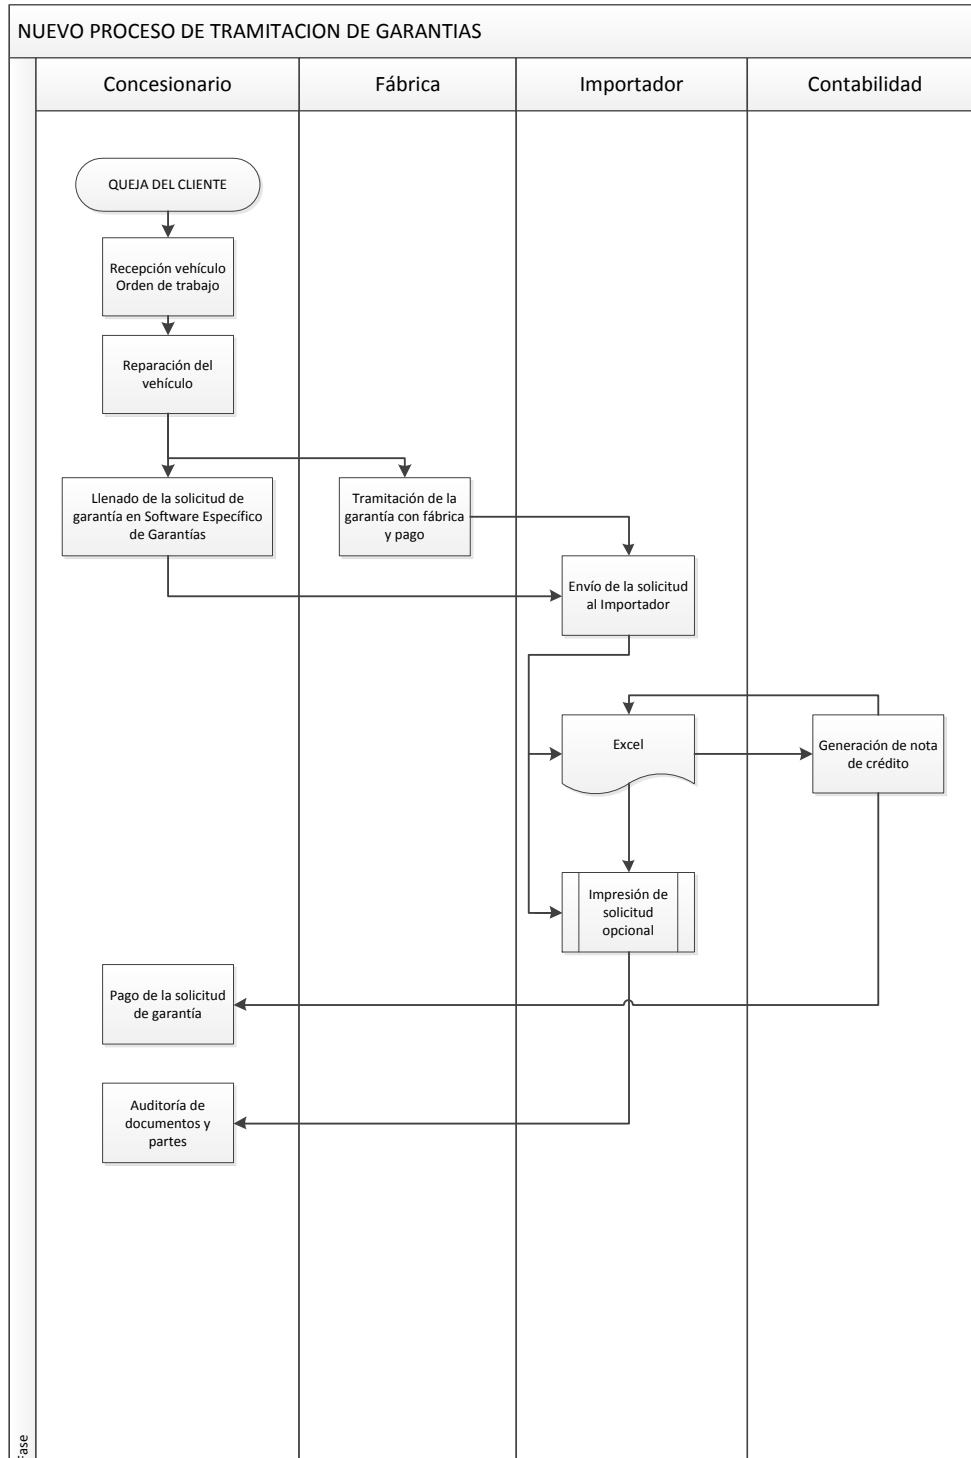 NUEVO PROCESO DE TRAMITACION DE GARANTIAS
Concesionario
Fábrica
Importador
Contabilidad
QUEJA DEL CLIENTE
Recepción vehículo
Orden de trabajo
Reparación del
vehículo
Llenado de la solicitud de
garantía en Software Específico
de Garantías
Tramitación de la
garantía con fábrica
y pago
Envío de la solicitud
al Importador
Excel
Generación de nota
de crédito
Impresión de
solicitud
opcional
Pago de la solicitud
de garantía
Auditoría de
documentos y
partes
Fase